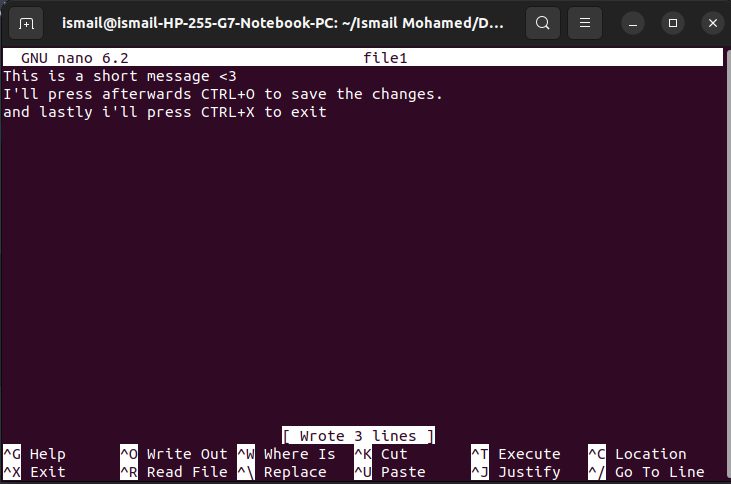 ismail@ismail-HP-255-G7-Notebook-PC: ~/Ismail Mohamed/D...
GNU nano 6.2 file1
This is a short message <3
I'll press afterwards CTRL+O to save the changes.
and lastly i'll press CTRL+X to exit
[ Wrote 3 lines ]
^G Help ^O Write Out ^W Where Is ^K Cut ^T Execute ^C Location
^X Exit ^R Read File ^\ Replace ^U Paste ^J Justify ^/ Go To Line